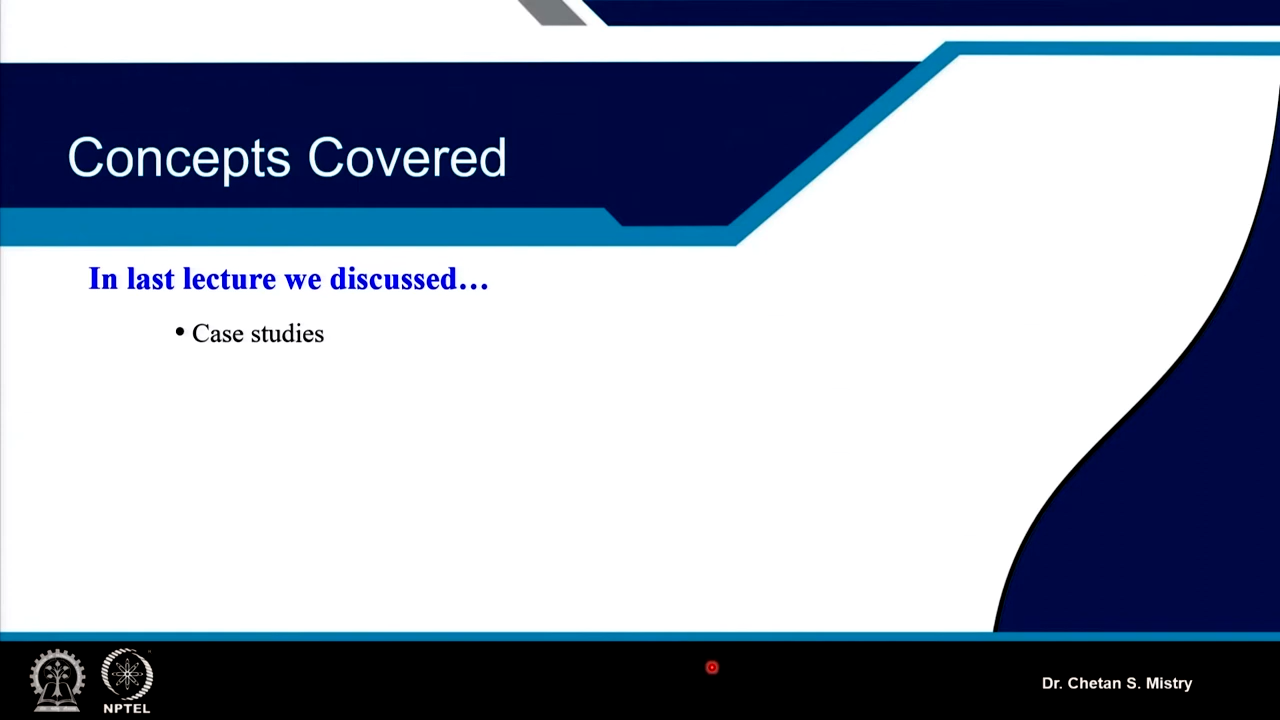 Concepts Covered
In last lecture we discussed…
• Case studies
NPTEL
Dr. Chetan S. Mistry